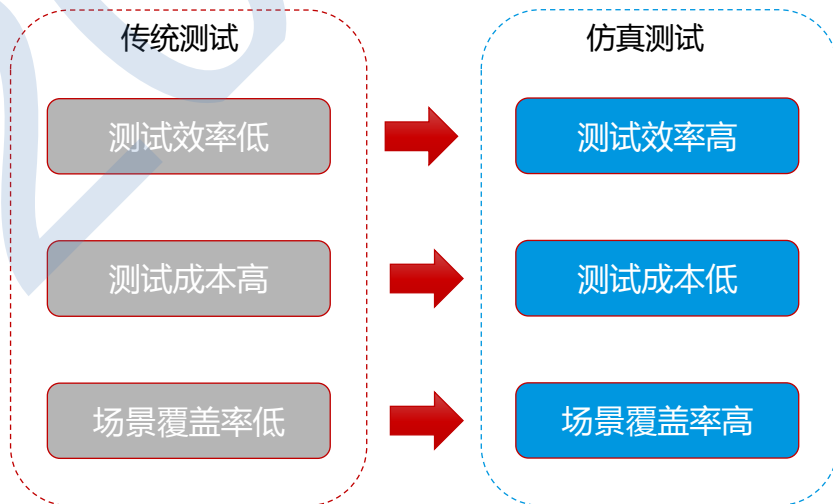 传统测试
仿真测试
测试效率低
测试效率高
测试成本高
测试成本低
场景覆盖率低
场景覆盖率高